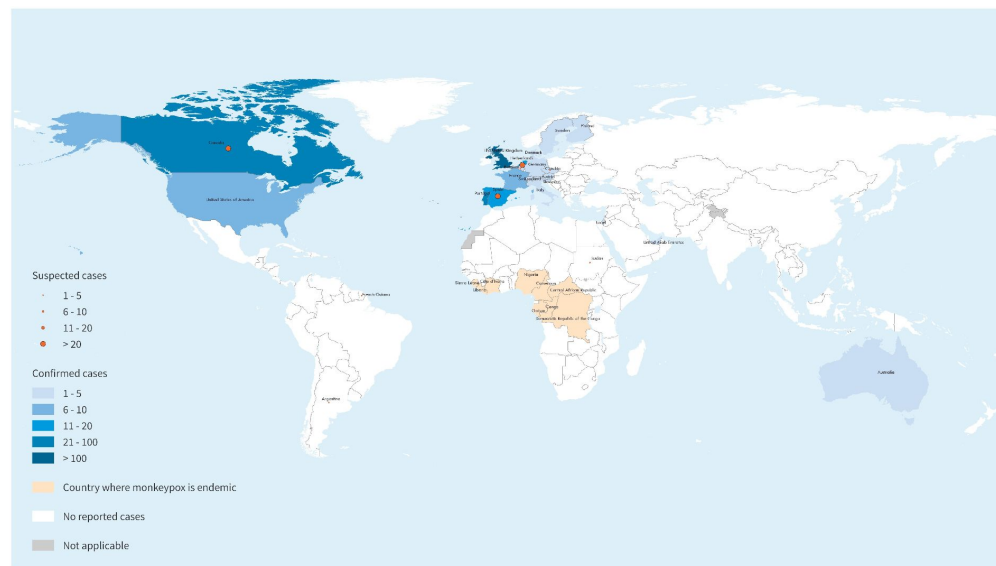 Sweden
Finland
Canada
United Kingdom
Denmark
Netherlands
Germany
Czechia
France
Switzerland
Austria
Slovenia
Portugal
Spain
Italy
United States of America
Israel
United Arab Emirates
Sudan
Suspected cases
Nigeria
Sierra Leone
Côte d'Ivoire
Cameroon
Central African Republic
Liberia
1 - 5
French Guiana
6 - 10
Congo
Gabon
Democratic Republic of the Congo
11 - 20
> 20
Confirmed cases
Australia
1 - 5
Argentina
6 - 10
11 - 20
21 - 100
> 100
Country where monkeypox is endemic
No reported cases
Not applicable